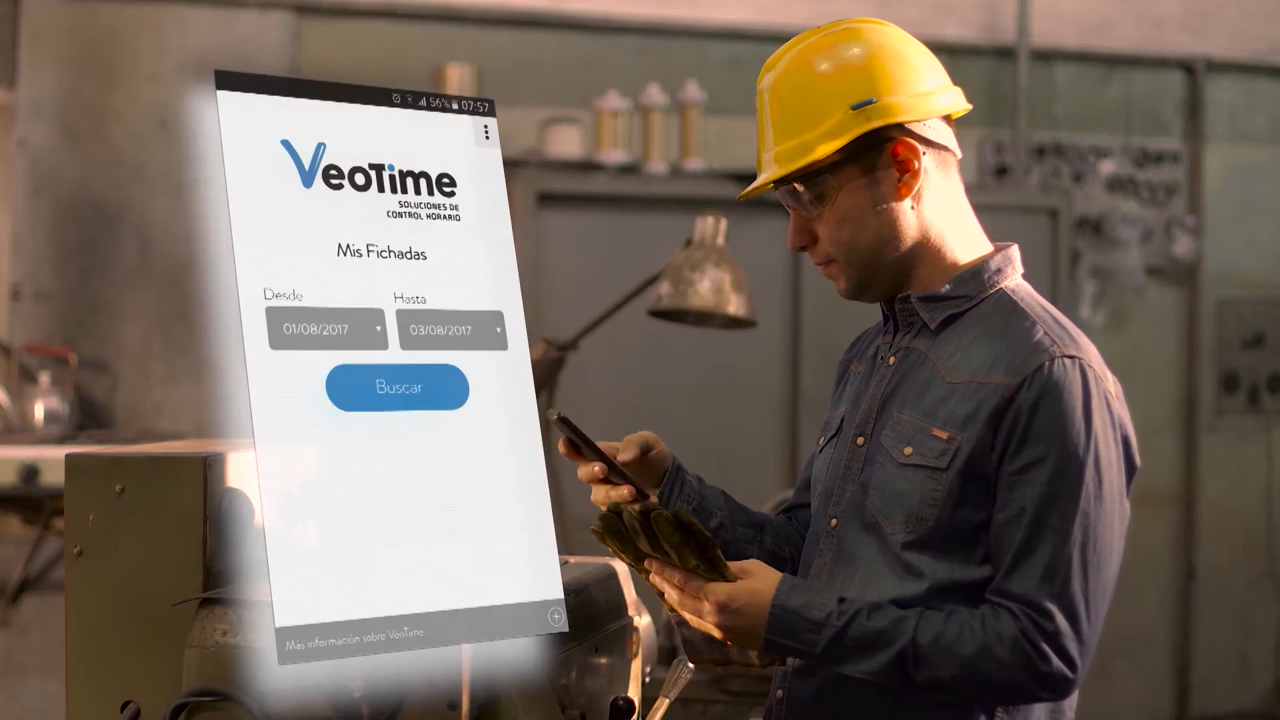 56% 07:57
VeoTime
SOLUCIONES DE
CONTROL HORARIO
Mis Fichadas
Desde Hasta
01/08/2017 03/08/2017
Buscar
Más información sobre VeoTime